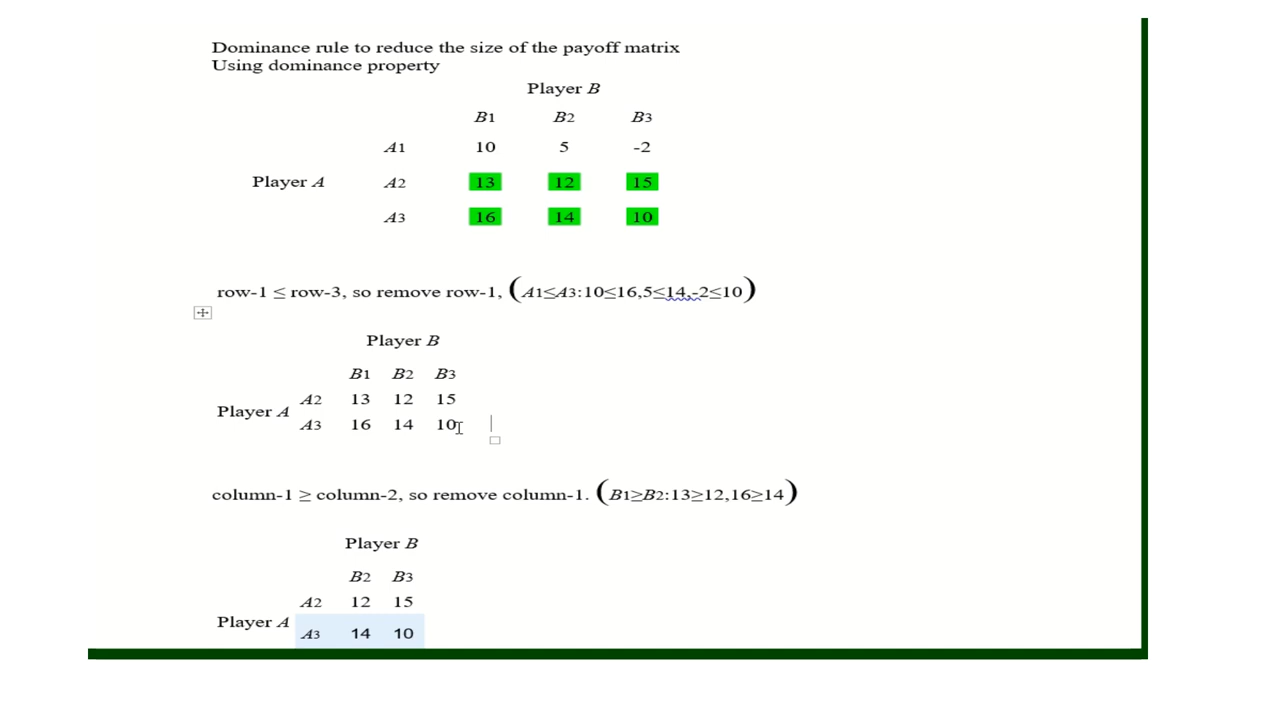 Dominance rule to reduce the size of the payoff matrix
Using dominance property
Player B
B1 B2 B3
A1 10 5 -2
Player A A2 13 12 15
A3 16 14 10
row-1 ≤ row-3, so remove row-1, (A1≤A3:10≤16,5≤14,-2≤10)
Player B
B1 B2 B3
A2 13 12 15
Player A
A3 16 14 10
column-1 ≥ column-2, so remove column-1. (B1≥B2:13≥12,16≥14)
Player B
B2 B3
A2 12 15
Player A
A3 14 10